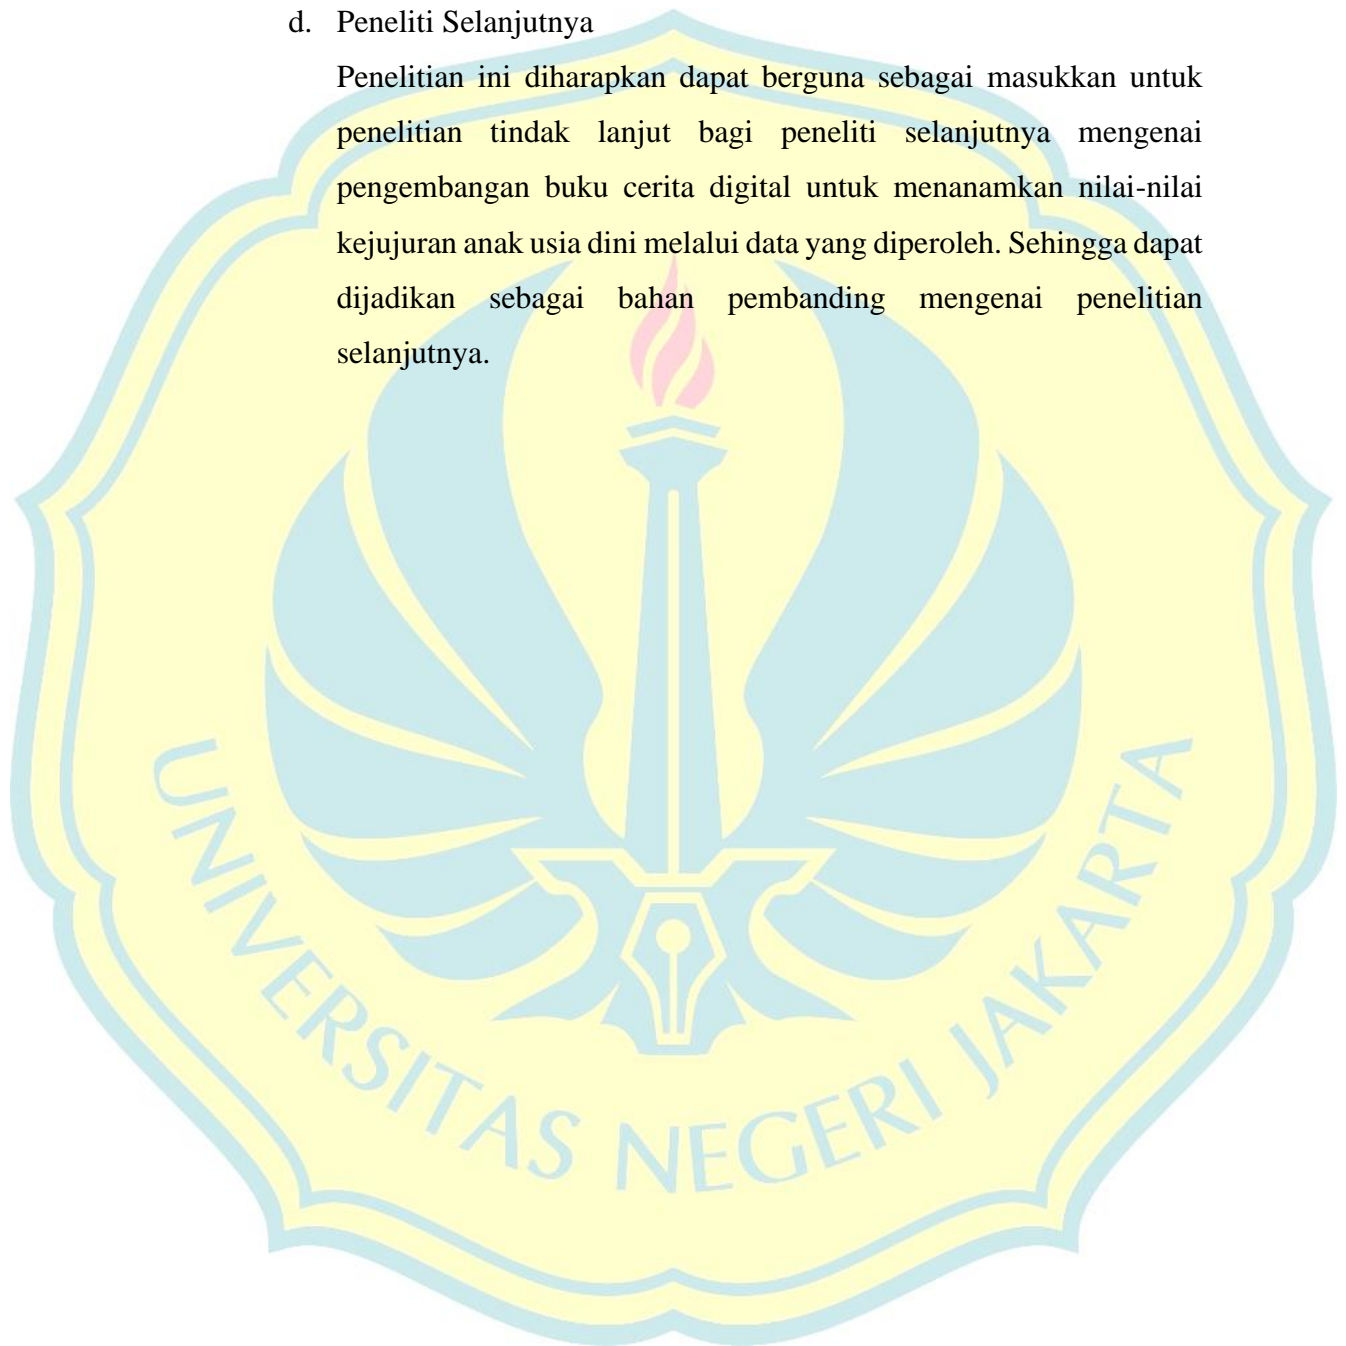 d. Peneliti Selanjutnya
Penelitian ini diharapkan dapat berguna sebagai masukkan untuk
penelitian tindak lanjut bagi peneliti selanjutnya mengenai
pengembangan buku cerita digital untuk menanamkan nilai-nilai
kejujuran anak usia dini melalui data yang diperoleh. Sehingga dapat
dijadikan sebagai bahan pembanding mengenai penelitian
selanjutnya.
UNIVERSITAS NEGERI JAKARTA